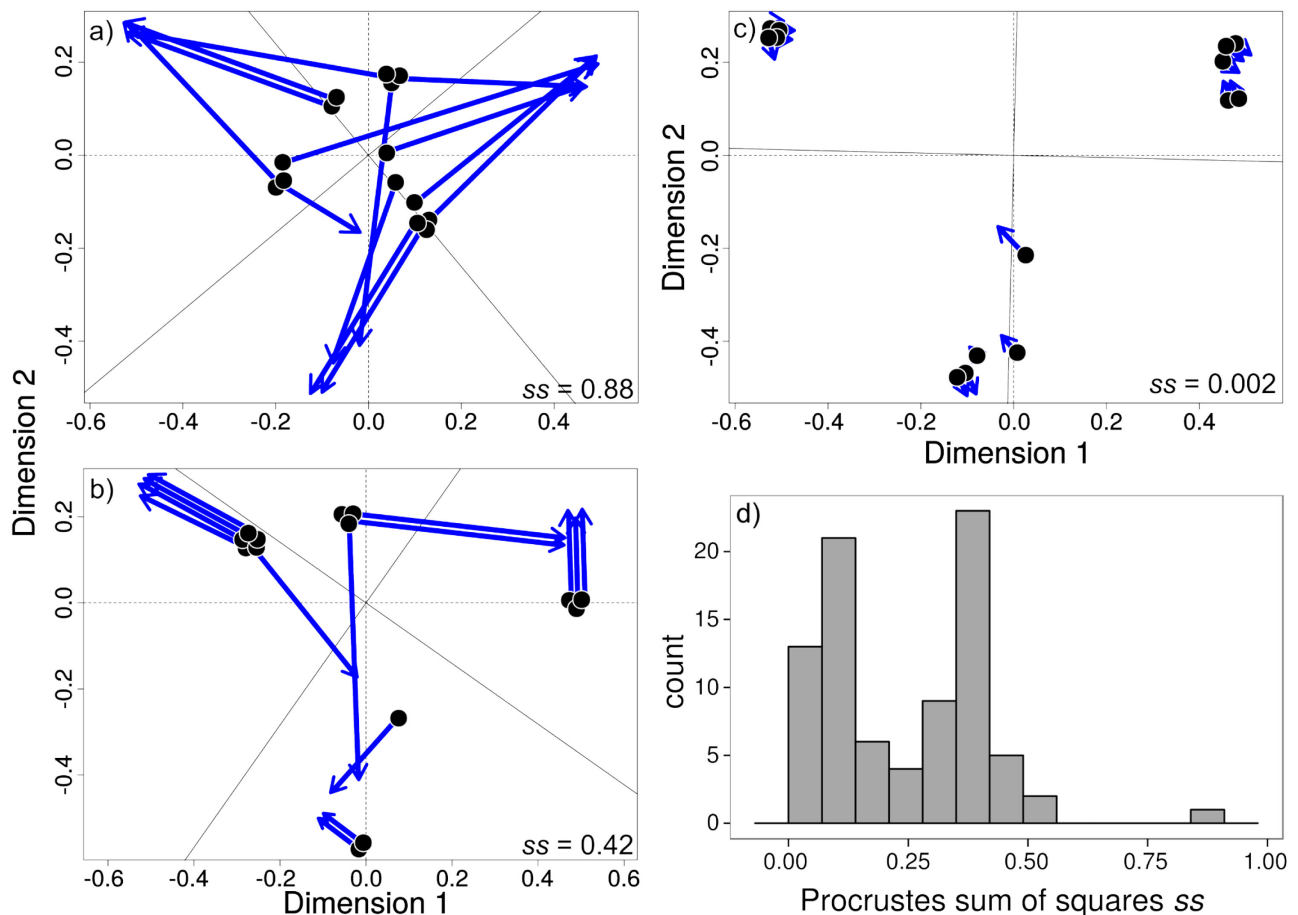 a)
0.2
0.0
-0.2
-0.4
ss = 0.88
-0.6 -0.4 -0.2 0.0 0.2 0.4
Dimension 2
c)
0.2
0.0
-0.2
-0.4
ss = 0.002
-0.6 -0.4 -0.2 0.0 0.2 0.4
Dimension 2
Dimension 1
b)
0.2
0.0
-0.2
-0.4
ss = 0.42
-0.6 -0.4 -0.2 0.0 0.2 0.4 0.6
Dimension 1
d)
20
15
10
5
0
count
0.00 0.25 0.50 0.75 1.00
Procrustes sum of squares ss